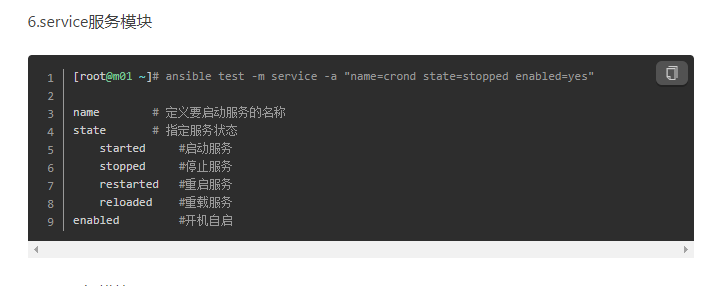 6.service服务模块
1 [root@m01 ~]# ansible test -m service -a "name=crond state=stopped enabled=yes"
2
3 name # 定义要启动服务的名称
4 state # 指定服务状态
5 started #启动服务
6 stopped #停止服务
7 restarted #重启服务
8 reloaded #重载服务
9 enabled #开机自启